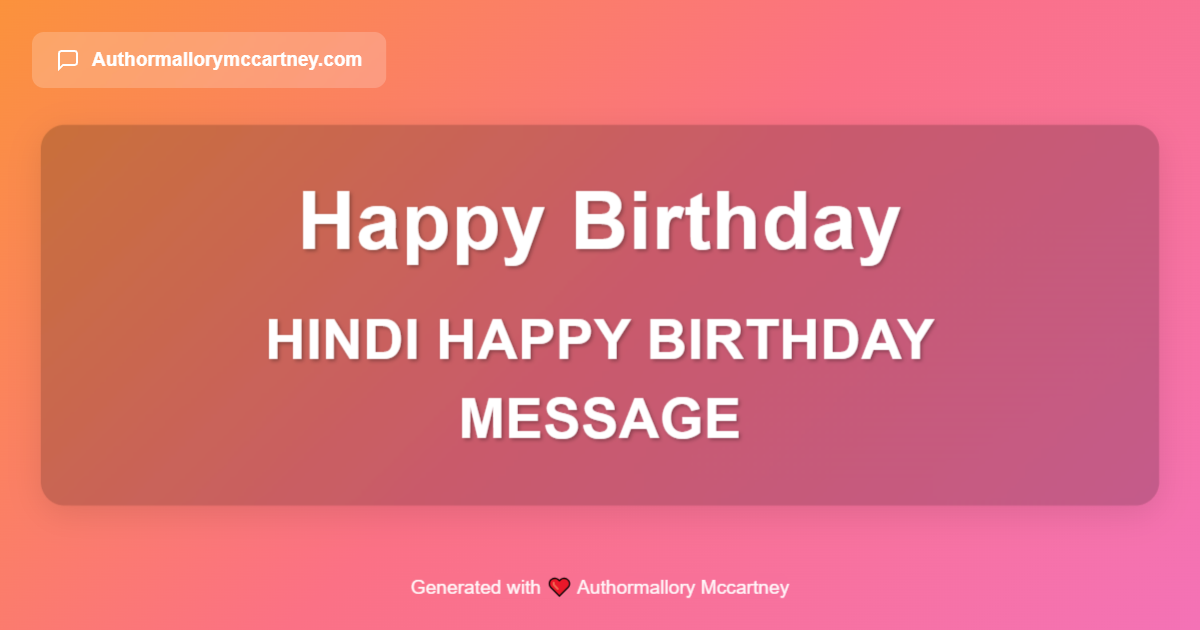 Authormallorymccartney.com
Happy Birthday
HINDI HAPPY BIRTHDAY
MESSAGE
Generated with ❤️ Authormallory Mccartney